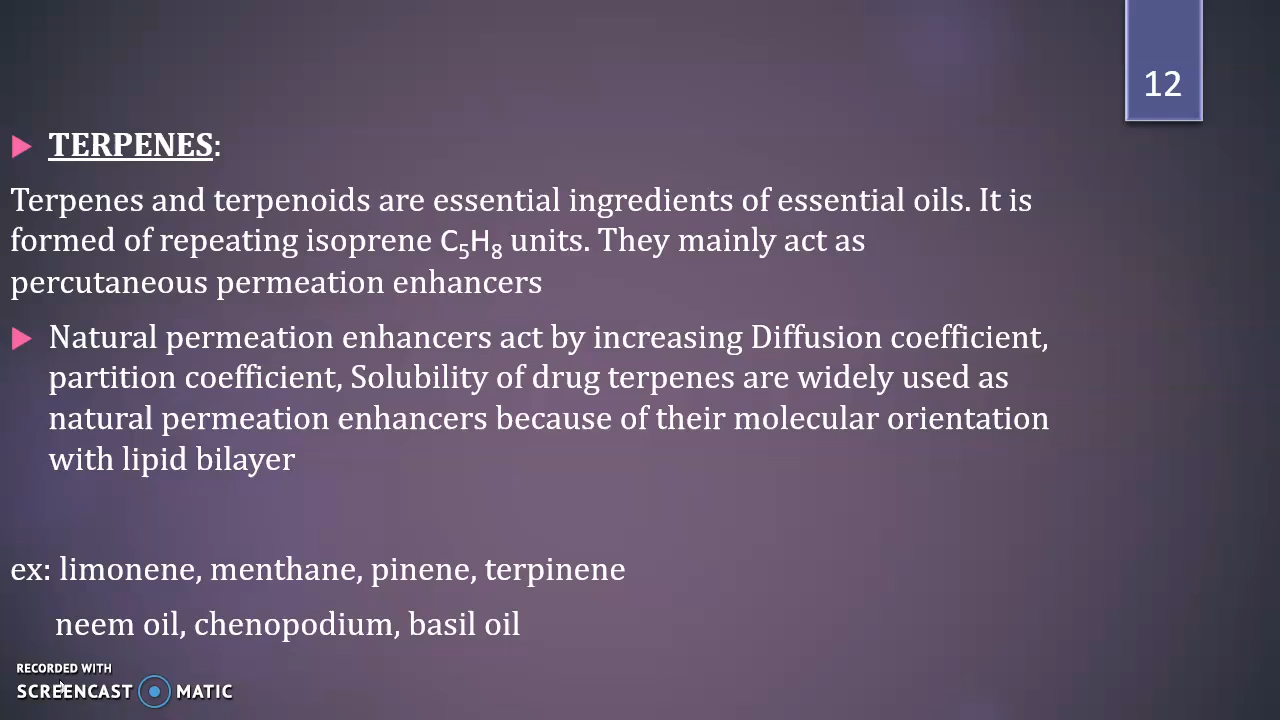 12
TERPENES:
Terpenes and terpenoids are essential ingredients of essential oils. It is
formed of repeating isoprene C₅H₈ units. They mainly act as
percutaneous permeation enhancers
Natural permeation enhancers act by increasing Diffusion coefficient,
partition coefficient, Solubility of drug terpenes are widely used as
natural permeation enhancers because of their molecular orientation
with lipid bilayer
ex: limonene, menthane, pinene, terpinene
neem oil, chenopodium, basil oil
RECORDED WITH
SCREENCAST MATIC